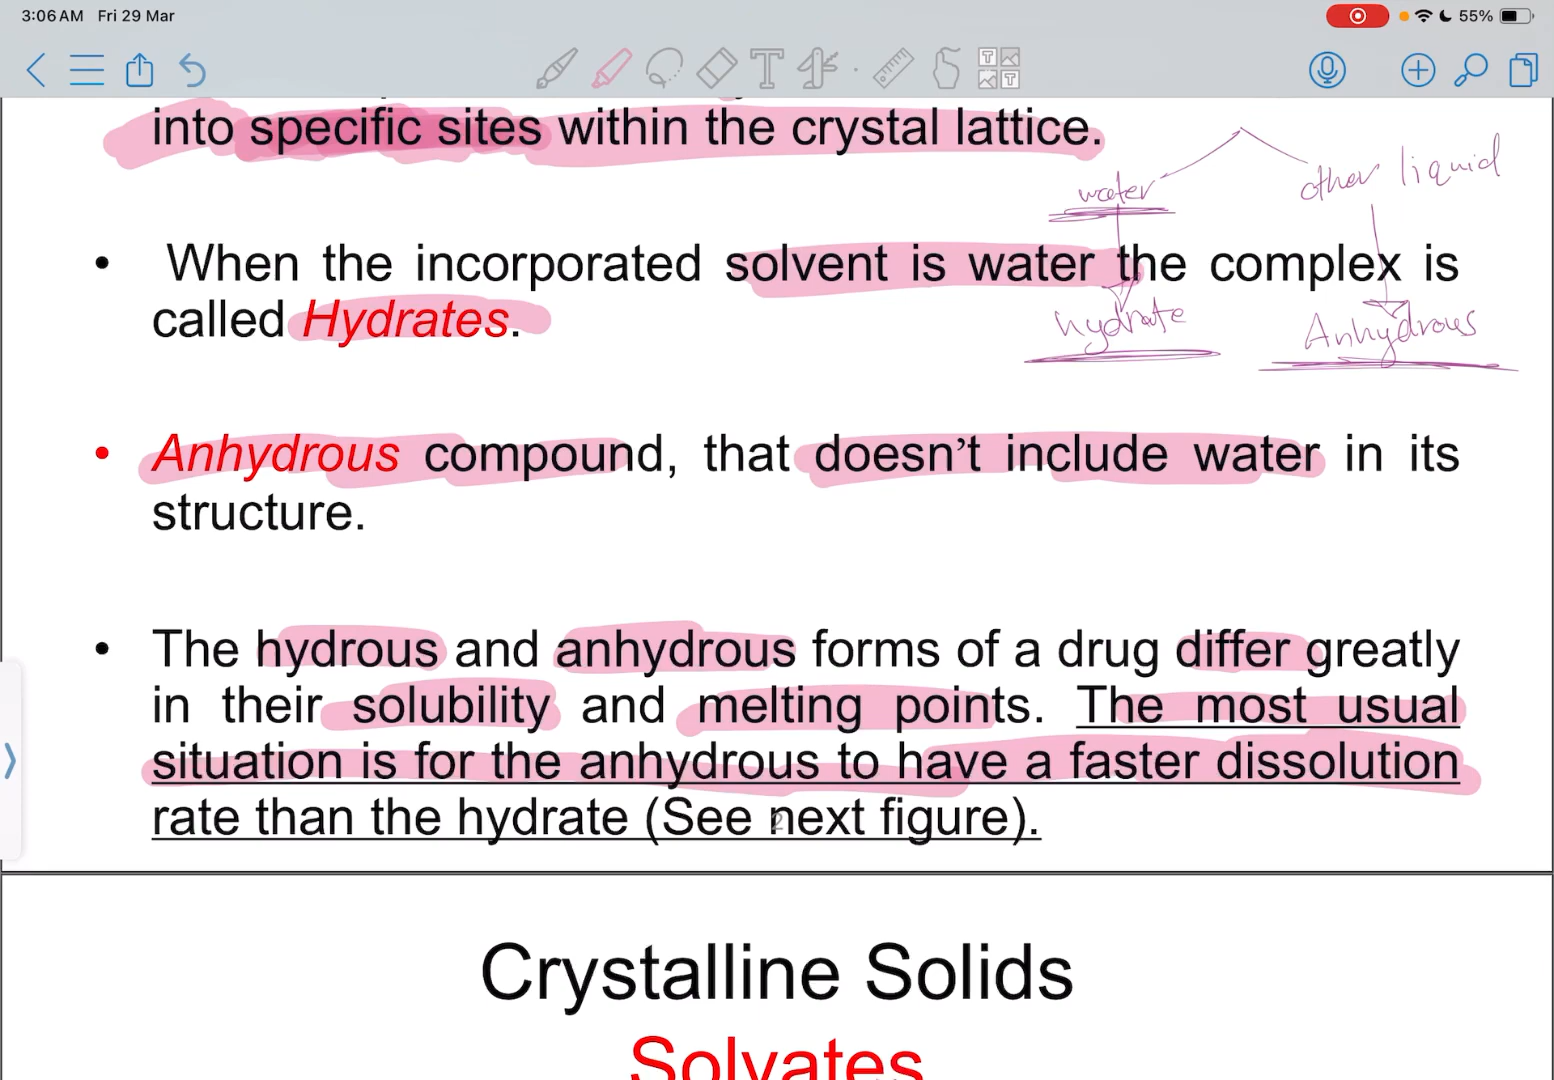 3:06 AM Fri 29 Mar
55%
into specific sites within the crystal lattice.
water
other liquid
• When the incorporated solvent is water the complex is
called Hydrates.
hydrate
Anhydrous
• Anhydrous compound, that doesn't include water in its
structure.
• The hydrous and anhydrous forms of a drug differ greatly
in their solubility and melting points. The most usual
situation is for the anhydrous to have a faster dissolution
rate than the hydrate (See next figure).
2
Crystalline Solids
Solvates